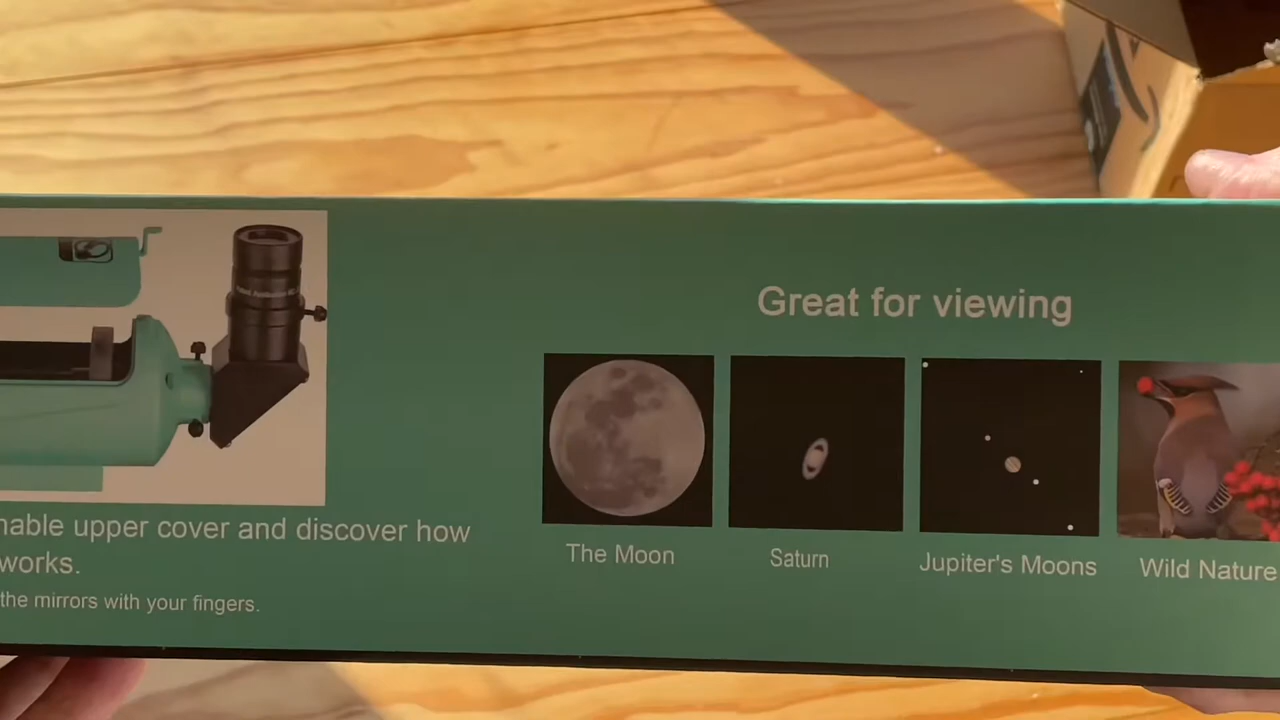 Great for viewing
The Moon
Saturn
Jupiter's Moons
Wild Nature
nable upper cover and discover how
works.
the mirrors with your fingers.